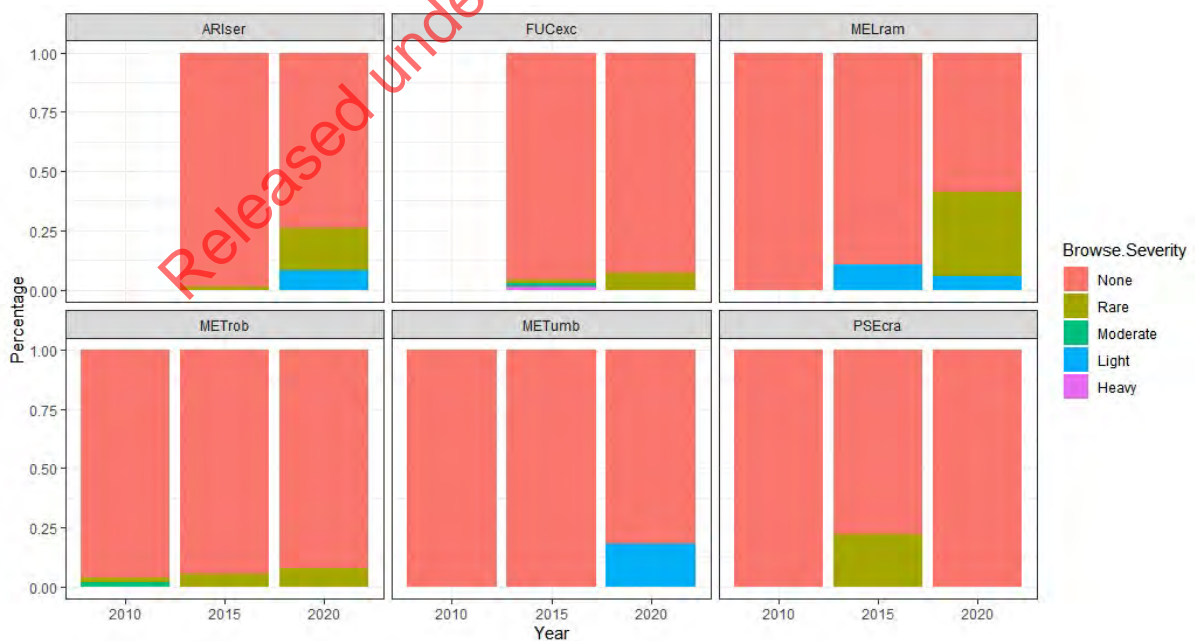 Released unde
ARIser FUCexc MELram
1.00
0.75
0.50
0.25
0.00
METrob METumb PSEcra
1.00
0.75
0.50
0.25
0.00
2010 2015 2020 2010 2015 2020 2010 2015 2020
Percentage
Year
Browse.Severity
None
Rare
Moderate
Light
Heavy